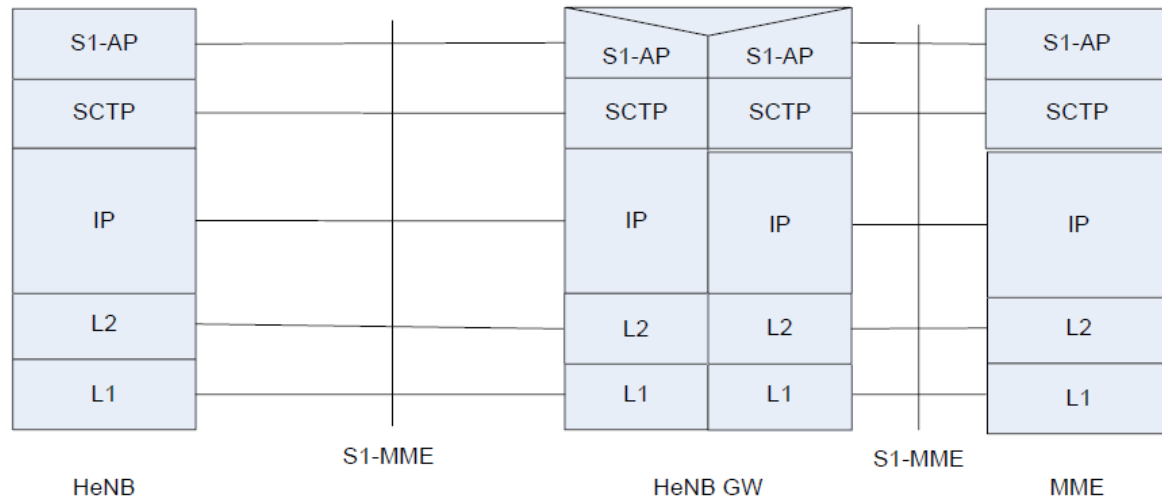 S1-AP
S1-AP
S1-AP
S1-AP
SCTP
SCTP
SCTP
SCTP
IP
IP
IP
IP
L2
L2
L2
L2
L1
L1
L1
L1
S1-MME
S1-MME
HeNB
HeNB GW
MME